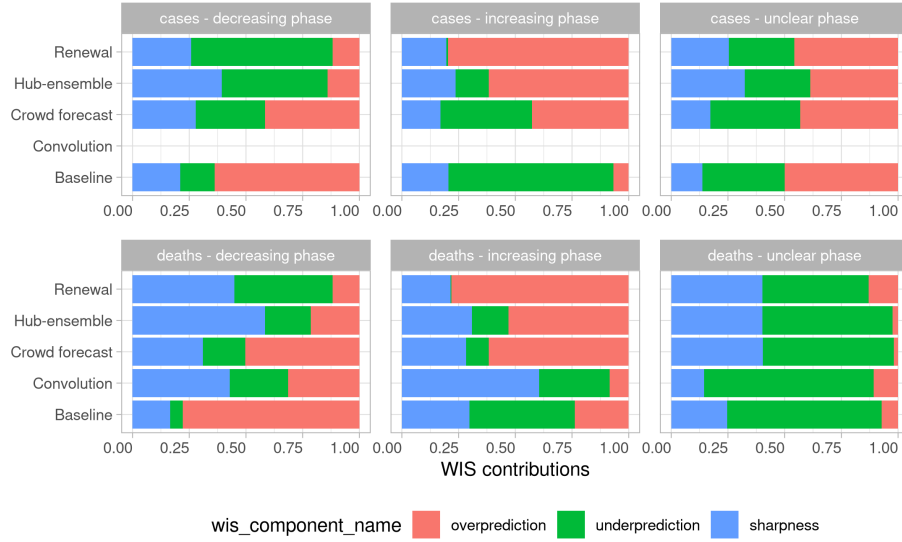 cases - decreasing phase
cases - increasing phase
cases - unclear phase
Renewal
Hub-ensemble
Crowd forecast
Convolution
Baseline
0.00 0.25 0.50 0.75 1.00
0.00 0.25 0.50 0.75 1.00
0.00 0.25 0.50 0.75 1.00
deaths - decreasing phase
deaths - increasing phase
deaths - unclear phase
Renewal
Hub-ensemble
Crowd forecast
Convolution
Baseline
0.00 0.25 0.50 0.75 1.00
0.00 0.25 0.50 0.75 1.00
0.00 0.25 0.50 0.75 1.00
WIS contributions
wis_component_name overprediction underprediction sharpness